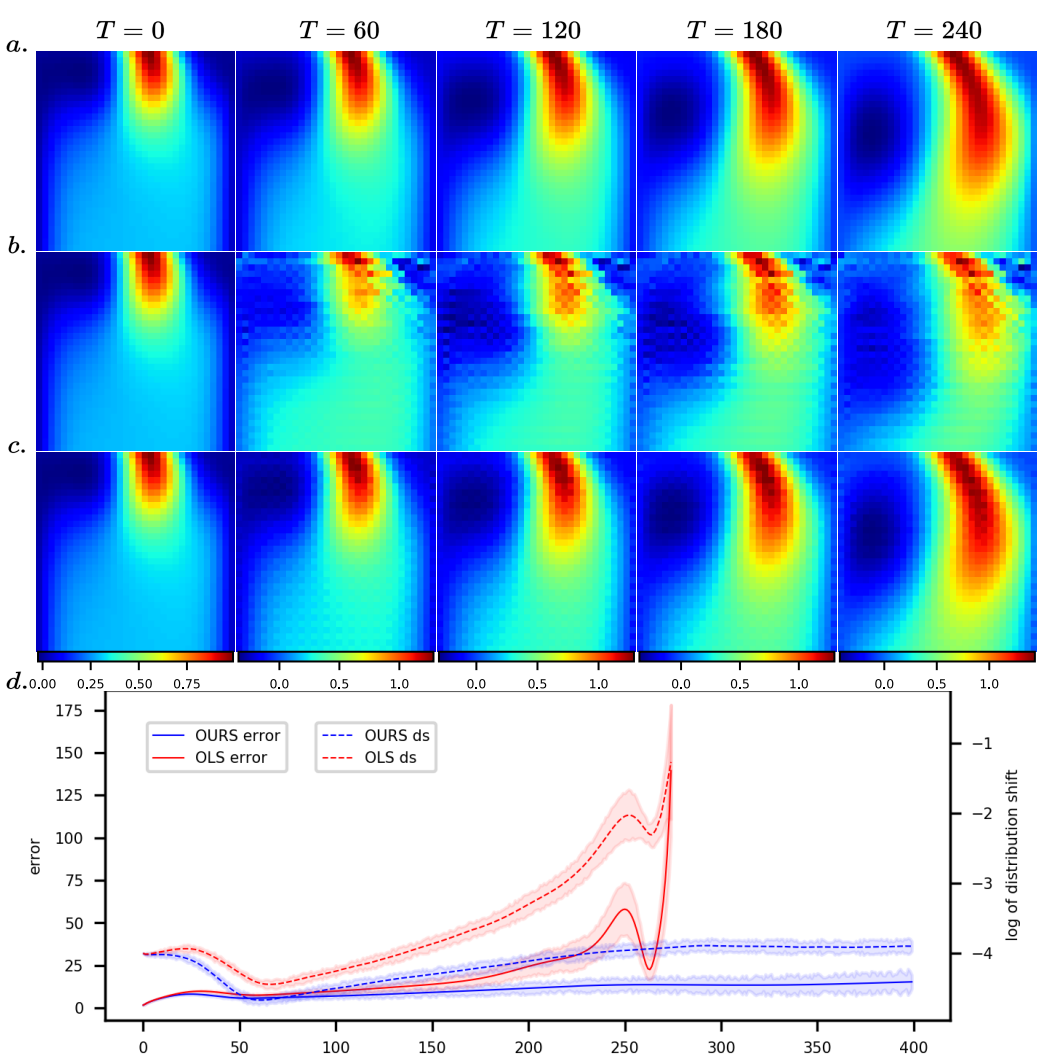 T = 0 T = 60 T = 120 T = 180 T = 240
a.
b.
c.
0.00 0.25 0.50 0.75 0.0 0.5 1.0 0.0 0.5 1.0 0.0 0.5 1.0 0.0 0.5 1.0
d.
175
150
125
100
75
50
25
0
error
OURS error OURS ds
OLS error OLS ds
−1
−2
−3
−4
log of distribution shift
0 50 100 150 200 250 300 350 400